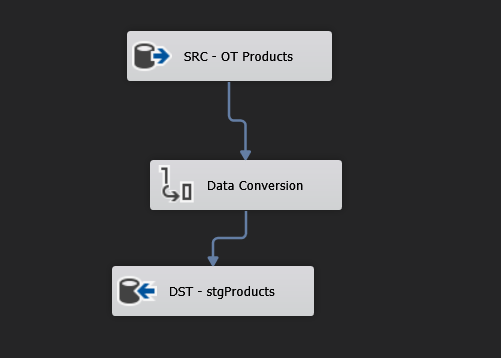 SRC - OT Products
Data Conversion
DST - stgProducts